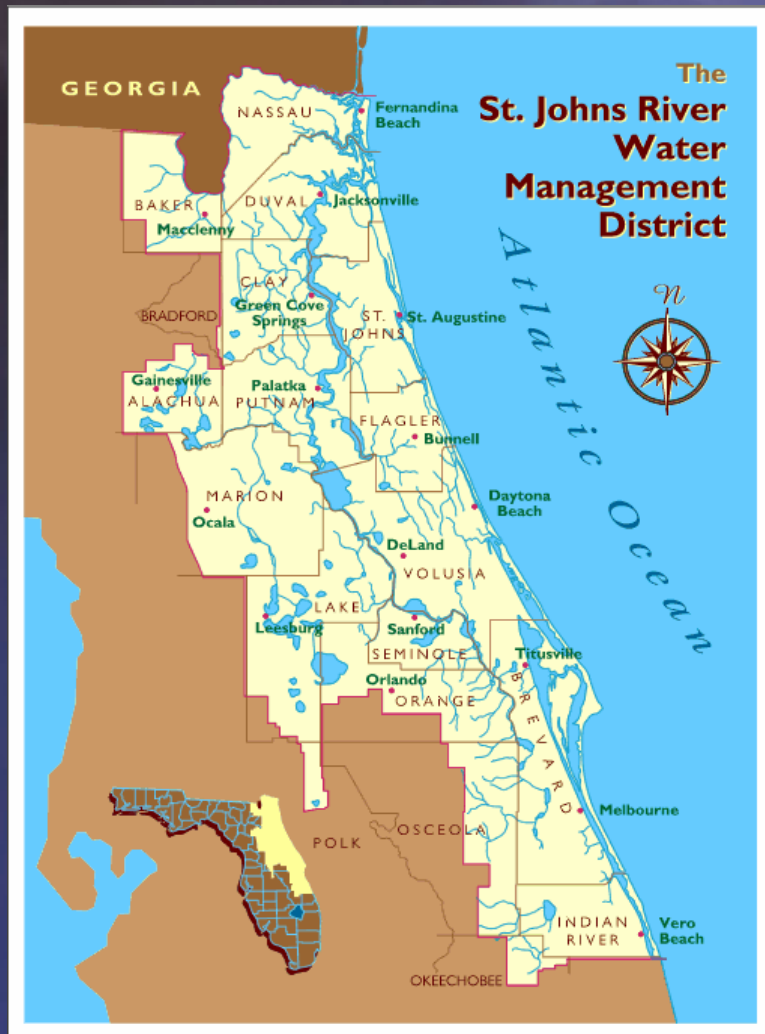 The
St. Johns River
Water
Management
District
GEORGIA
NASSAU
Fernandina
Beach
BAKER
DUVAL
Jacksonville
Macclenny
CLAY
Green Cove
Springs
BRADFORD
ST.
JOHNS
St. Augustine
N
Atlantic Ocean
Gainesville
ALACHUA
Palatka
PUTNAM
FLAGLER
Bunnell
MARION
Ocala
Daytona
Beach
DeLand
VOLUSIA
LAKE
Leesburg
Sanford
SEMINOLE
Titusville
Orlando
ORANGE
BREVARD
Melbourne
OSCEOLA
POLK
INDIAN
RIVER
Vero
Beach
OKEECHOBEE